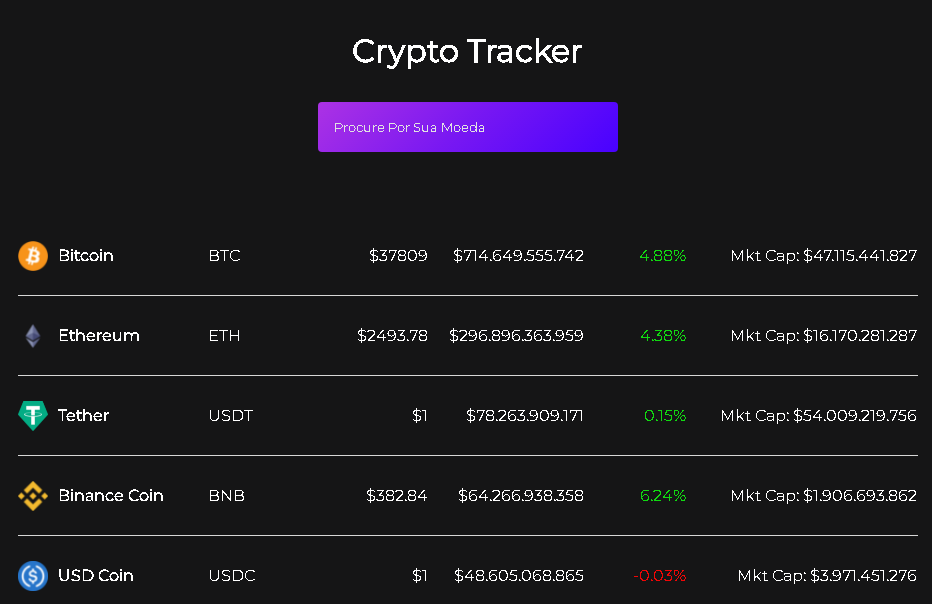 Crypto Tracker
Procure Por Sua Moeda
Bitcoin BTC $37809 $714.649.555.742 4.88% Mkt Cap: $47.115.441.827
Ethereum ETH $2493.78 $296.896.363.959 4.38% Mkt Cap: $16.170.281.287
Tether USDT $1 $78.263.909.171 0.15% Mkt Cap: $54.009.219.756
Binance Coin BNB $382.84 $64.266.938.358 6.24% Mkt Cap: $1.906.693.862
USD Coin USDC $1 $48.605.068.865 -0.03% Mkt Cap: $3.971.451.276